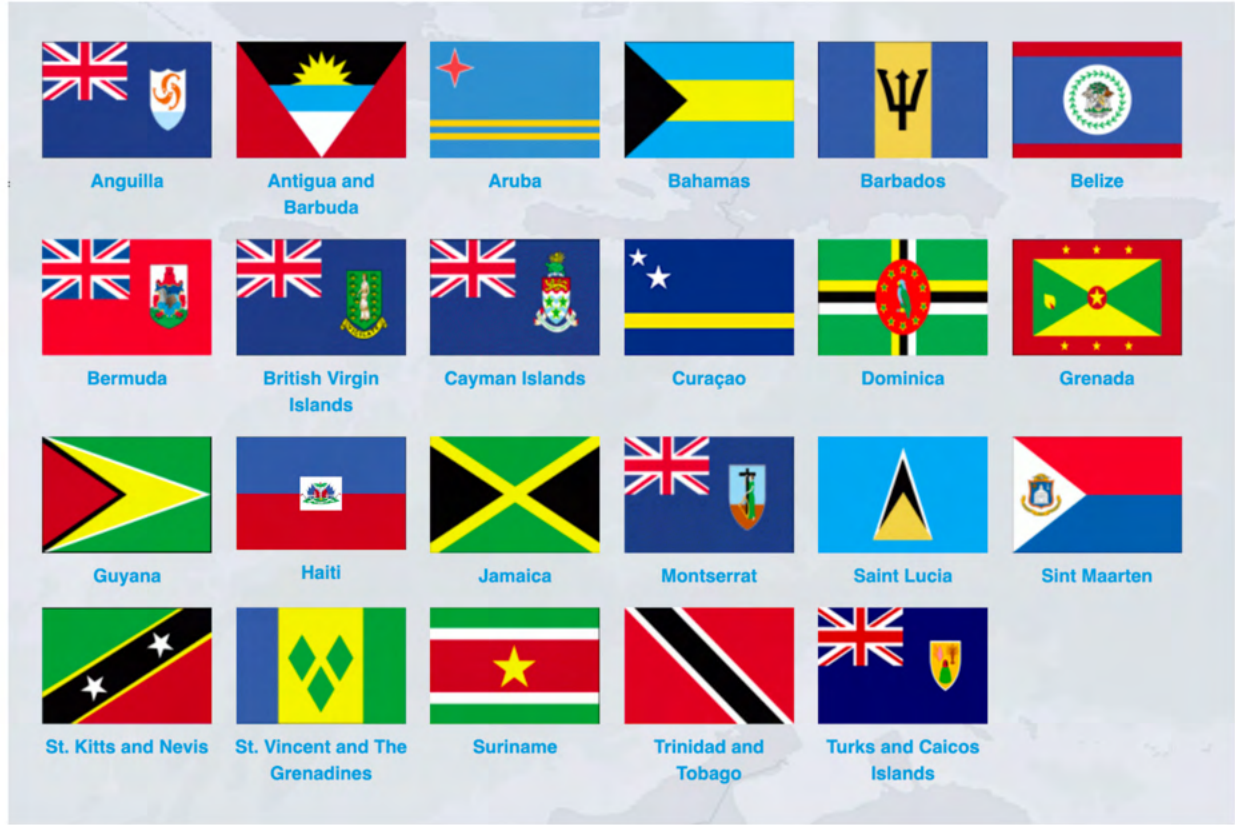 Anguilla
Antigua and
Barbuda
Aruba
Bahamas
Barbados
Belize
Bermuda
British Virgin
Islands
Cayman Islands
Curaçao
Dominica
Grenada
Guyana
Haiti
Jamaica
Montserrat
Saint Lucia
Sint Maarten
St. Kitts and Nevis
St. Vincent and The
Grenadines
Suriname
Trinidad and
Tobago
Turks and Caicos
Islands